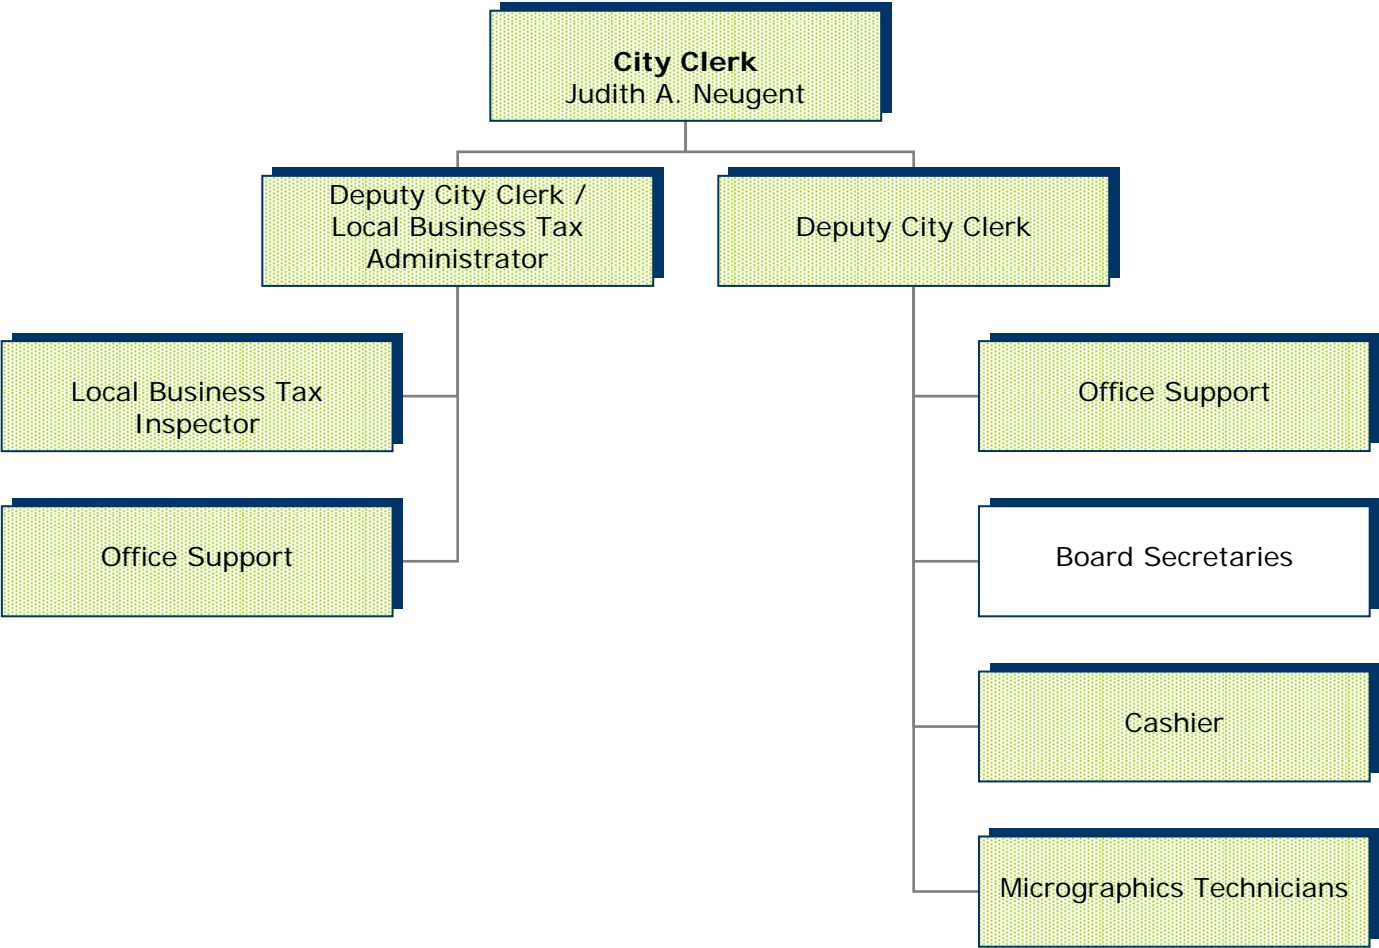 City Clerk
Judith A. Neugent
Deputy City Clerk /
Local Business Tax
Administrator
Deputy City Clerk
Local Business Tax
Inspector
Office Support
Office Support
Board Secretaries
Cashier
Micrographics Technicians